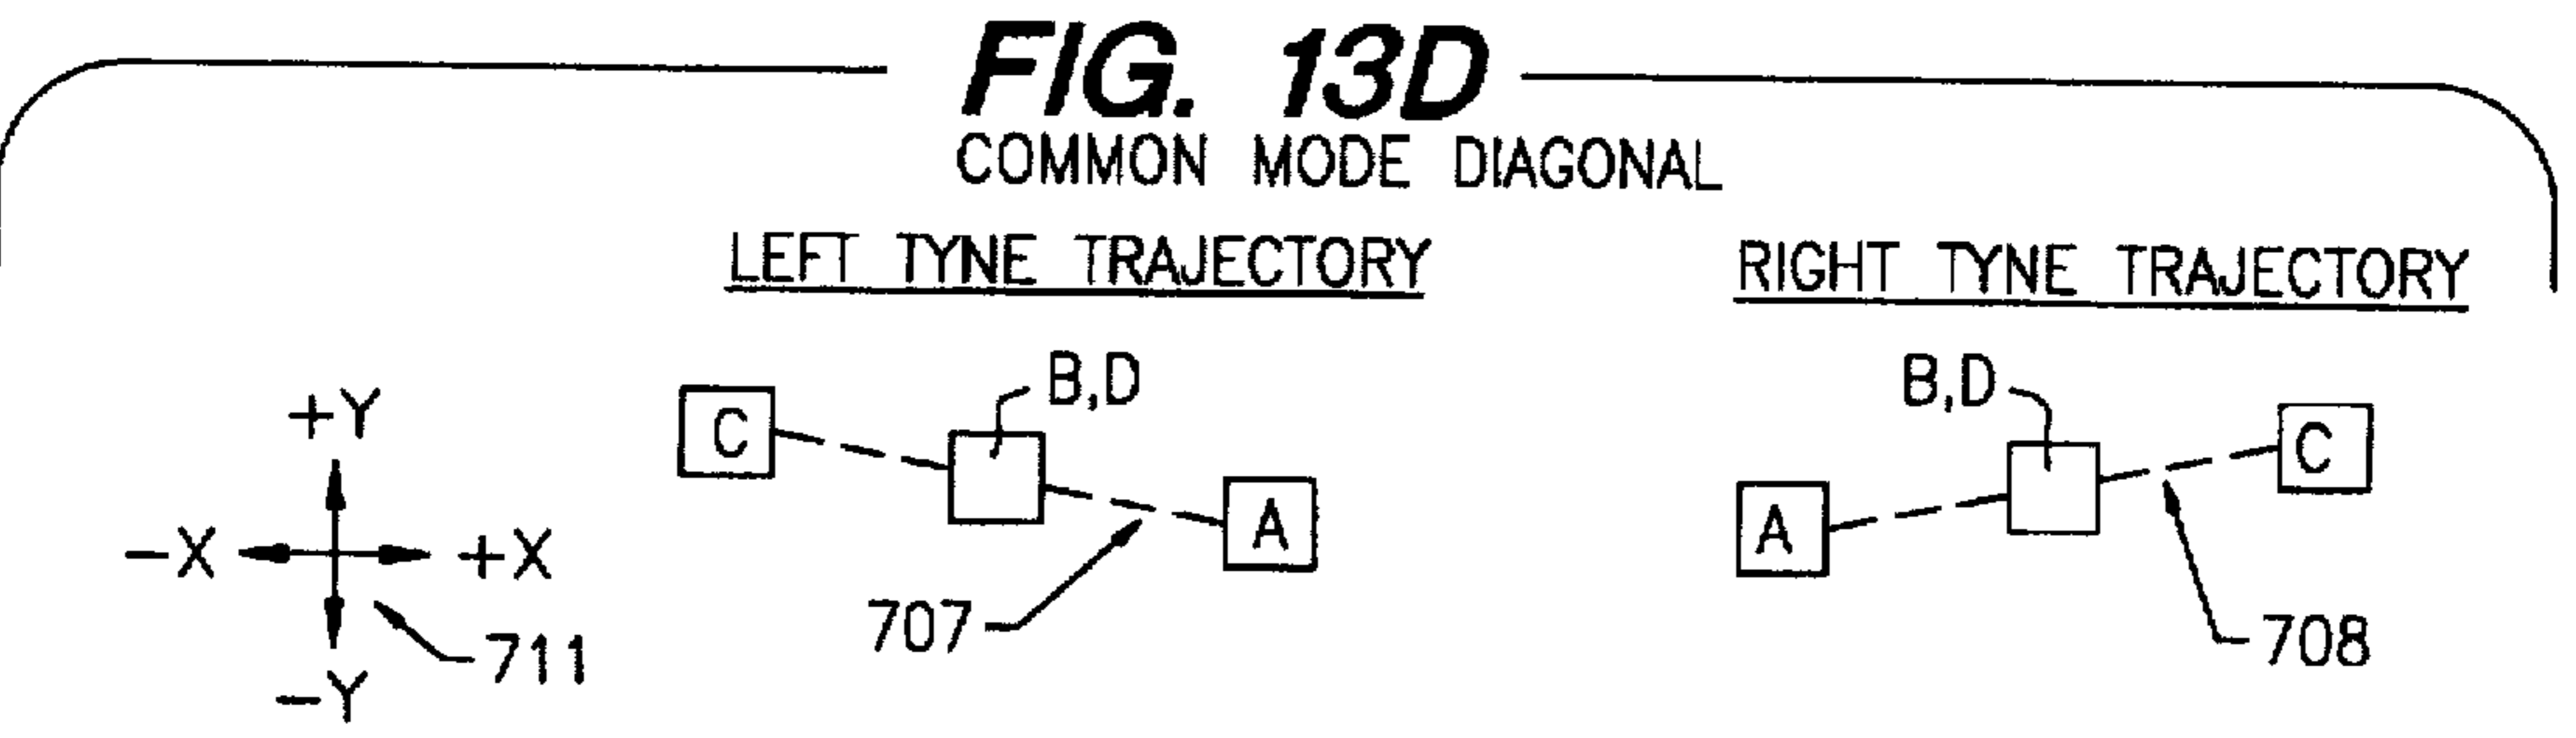 FIG. 13D
COMMON MODE DIAGONAL
LEFT TYNE TRAJECTORY
RIGHT TYNE TRAJECTORY
+Y
-X
+X
-Y
711
C
B,D
A
707
B,D
A
C
708